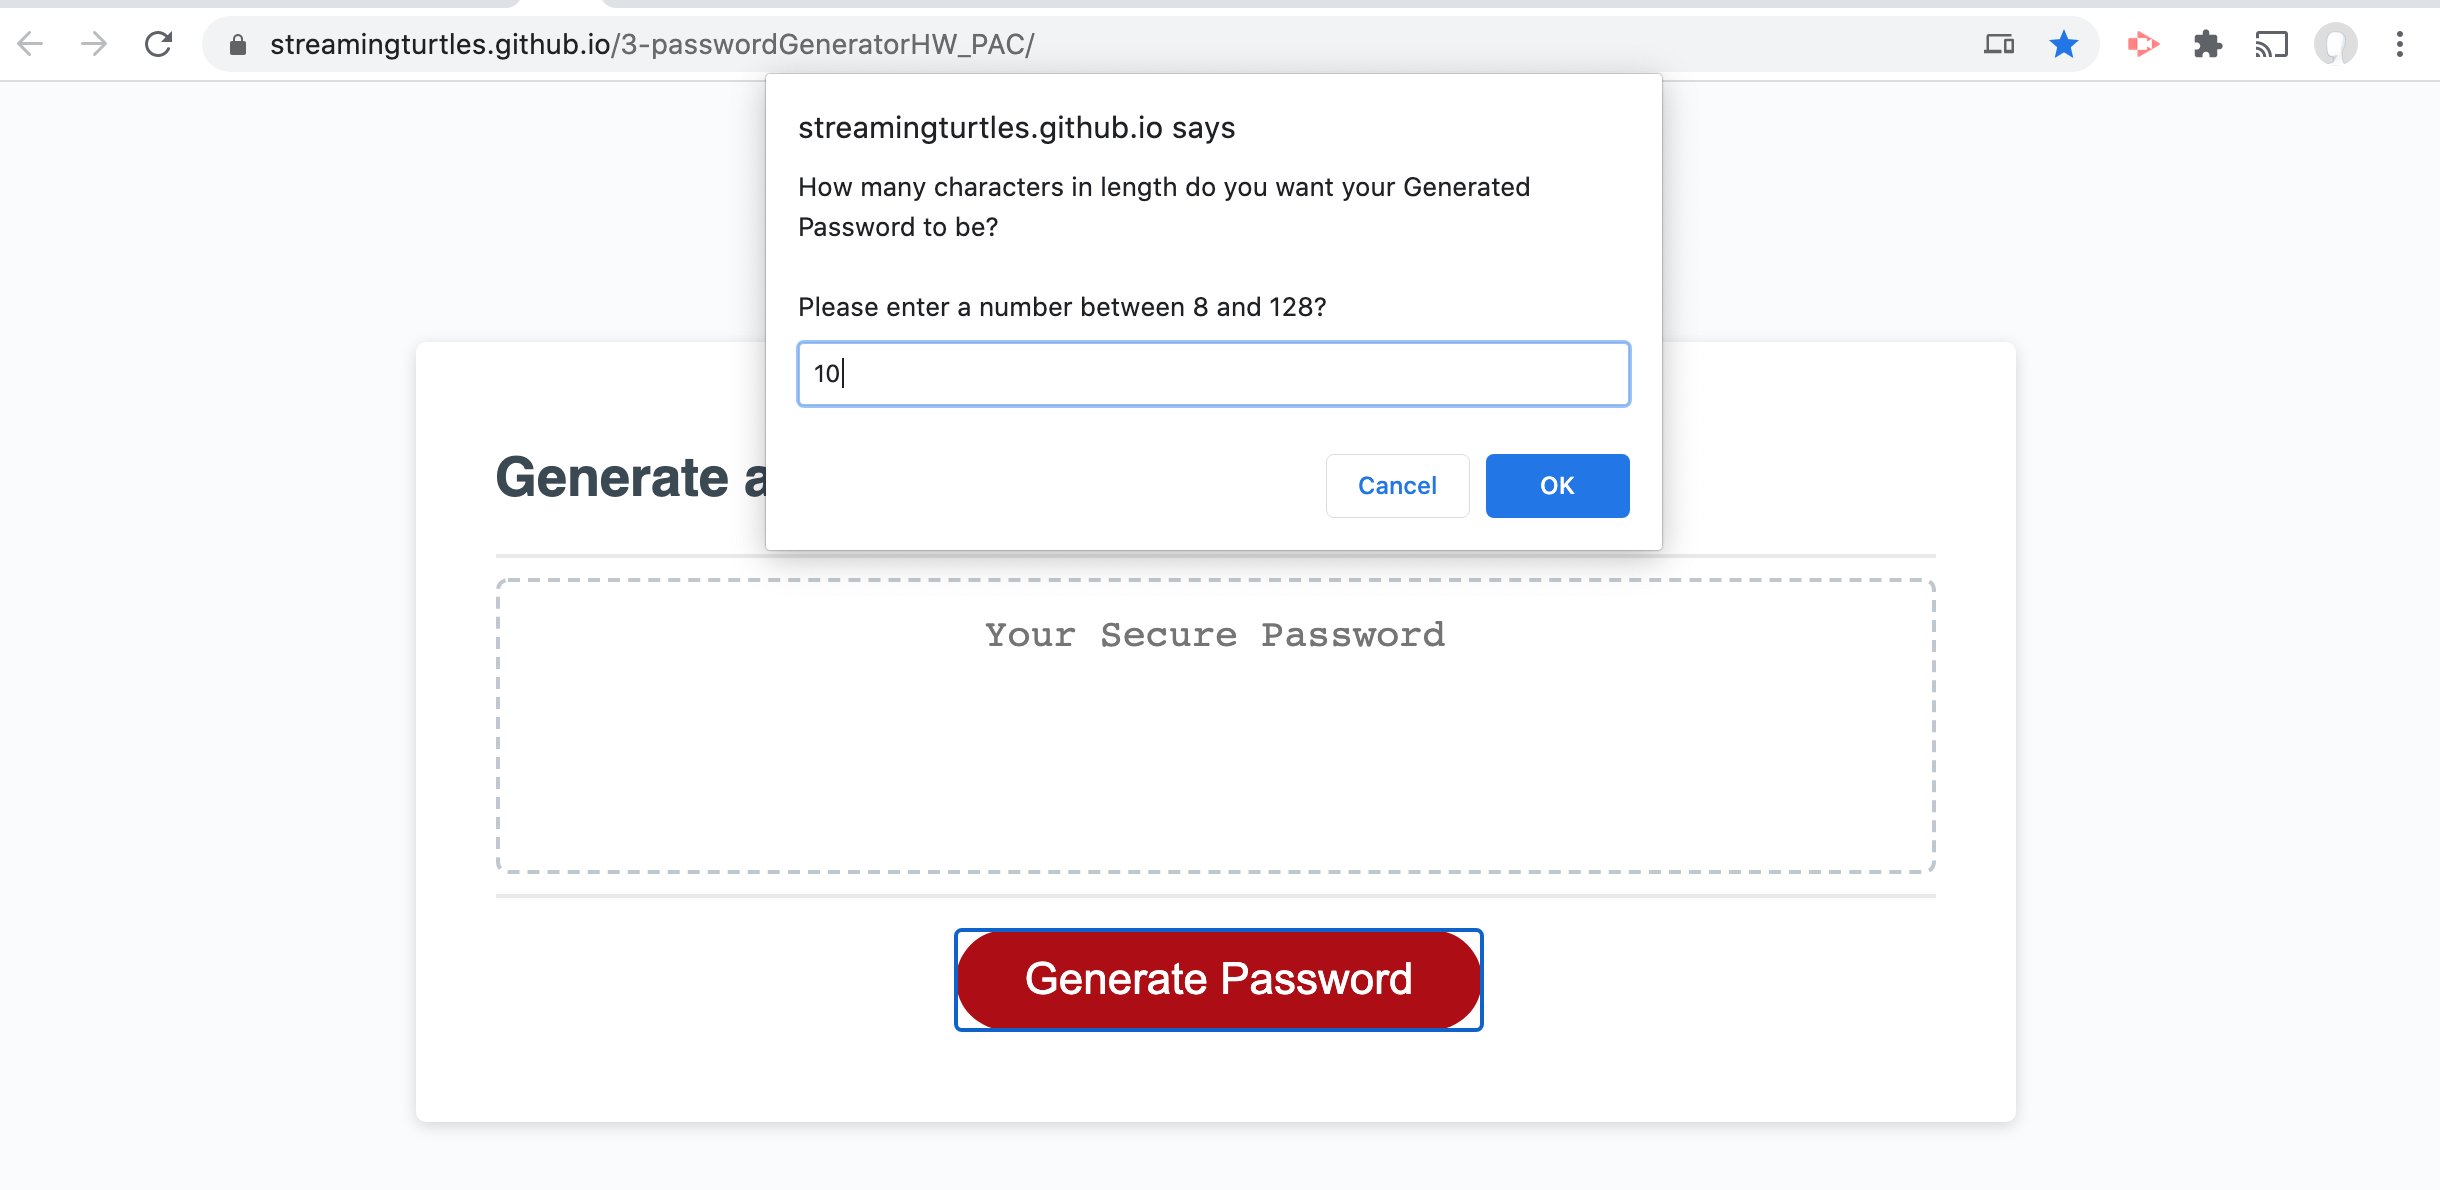 streamingturtles.github.io/3-passwordGeneratorHW_PAC/
streamingturtles.github.io says
How many characters in length do you want your Generated
Password to be?
Please enter a number between 8 and 128?
10
Cancel OK
Generate a
Your Secure Password
Generate Password